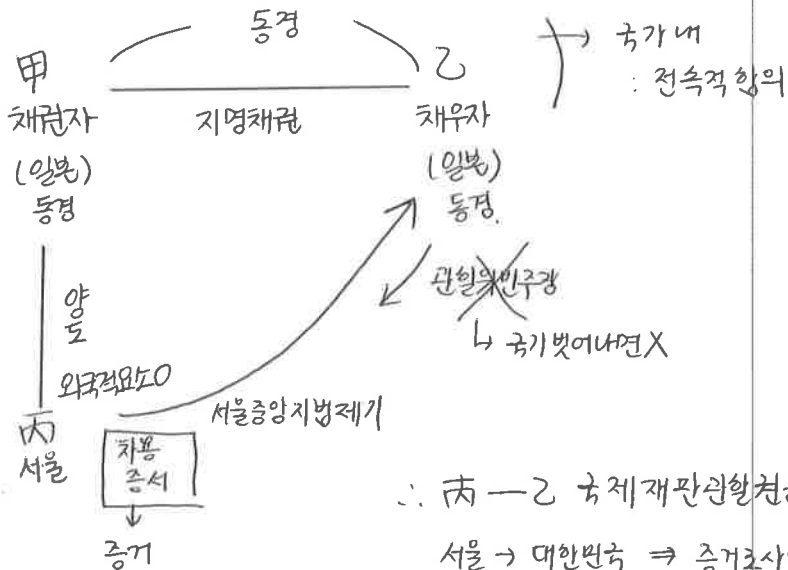 동경
甲
乙
→ 국가 내
: 전속적 합의
채권자
지명채권
채무자
(일본)
동경
(일본)
동경.
양도
관할위반주장
↳ 국가 벗어나면 X
외국적요소O
丙
서울
서울중앙지법제기
차용
증서
증거
∴ 丙 — 乙 국제재판관할권
서울 → 대한민국 ⇒ 증거조사